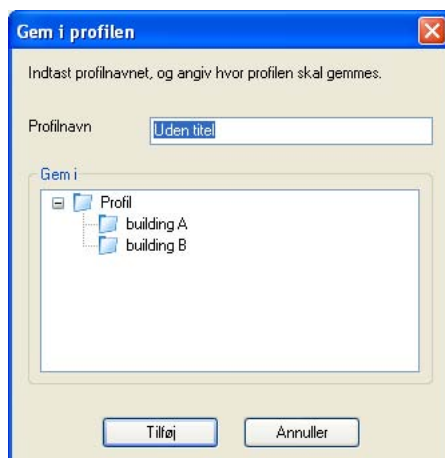 Gem i profilen
Indtast profilnavnet, og angiv hvor profilen skal gemmes.
Profilnavn Uden titel
Gem i
Profil
building A
building B
Tilføj Annuller